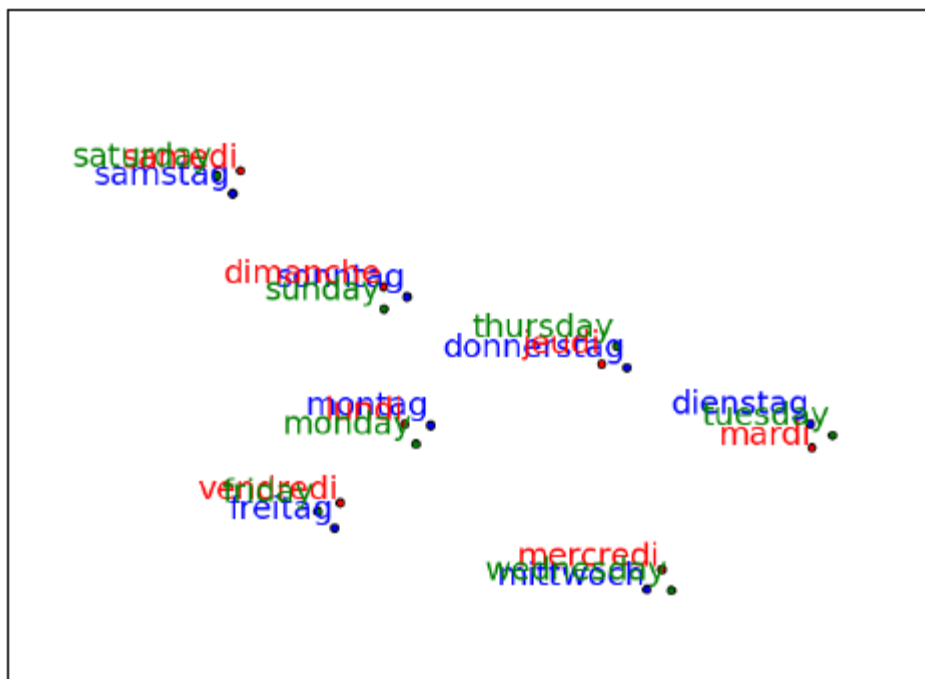 saturday
samedi
samstag
dimanche
sonntag
sunday
thursday
jeudi
donnerstag
montag
lundi
monday
dienstag
tuesday
mardi
vendredi
friday
freitag
mercredi
wednesday
mittwoch